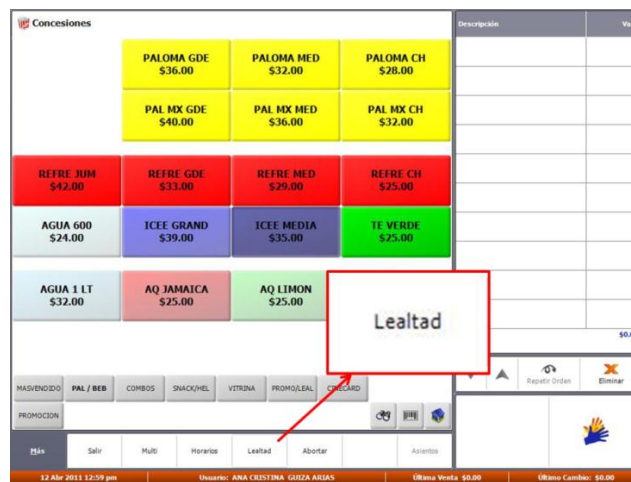 Concesiones
Descripción
Va
PALOMA GDE
$36.00
PALOMA MED
$32.00
PALOMA CH
$28.00
PAL MX GDE
$40.00
PAL MX MED
$36.00
PAL MX CH
$32.00
REFRE JUM
$42.00
REFRE GDE
$33.00
REFRE MED
$29.00
REFRE CH
$25.00
AGUA 600
$24.00
ICEE GRAND
$39.00
ICEE MEDIA
$35.00
TE VERDE
$25.00
AGUA 1 LT
$32.00
AQ JAMAICA
$25.00
AQ LIMON
$25.00
Lealtad
$0.
MASVENDIDO PAL / BEB COMBOS SNACK/HEL VITRINA PROMO/LEAL CINECARD
Repetir Orden
Eliminar
PROMOCION
Más Salir Multi Horarios Lealtad Abortar Asientos
12 Abr 2011 12:59 pm Usuario: ANA CRISTINA GUIZA ARIAS Última Venta $0.00 Último Cambio: $0.00